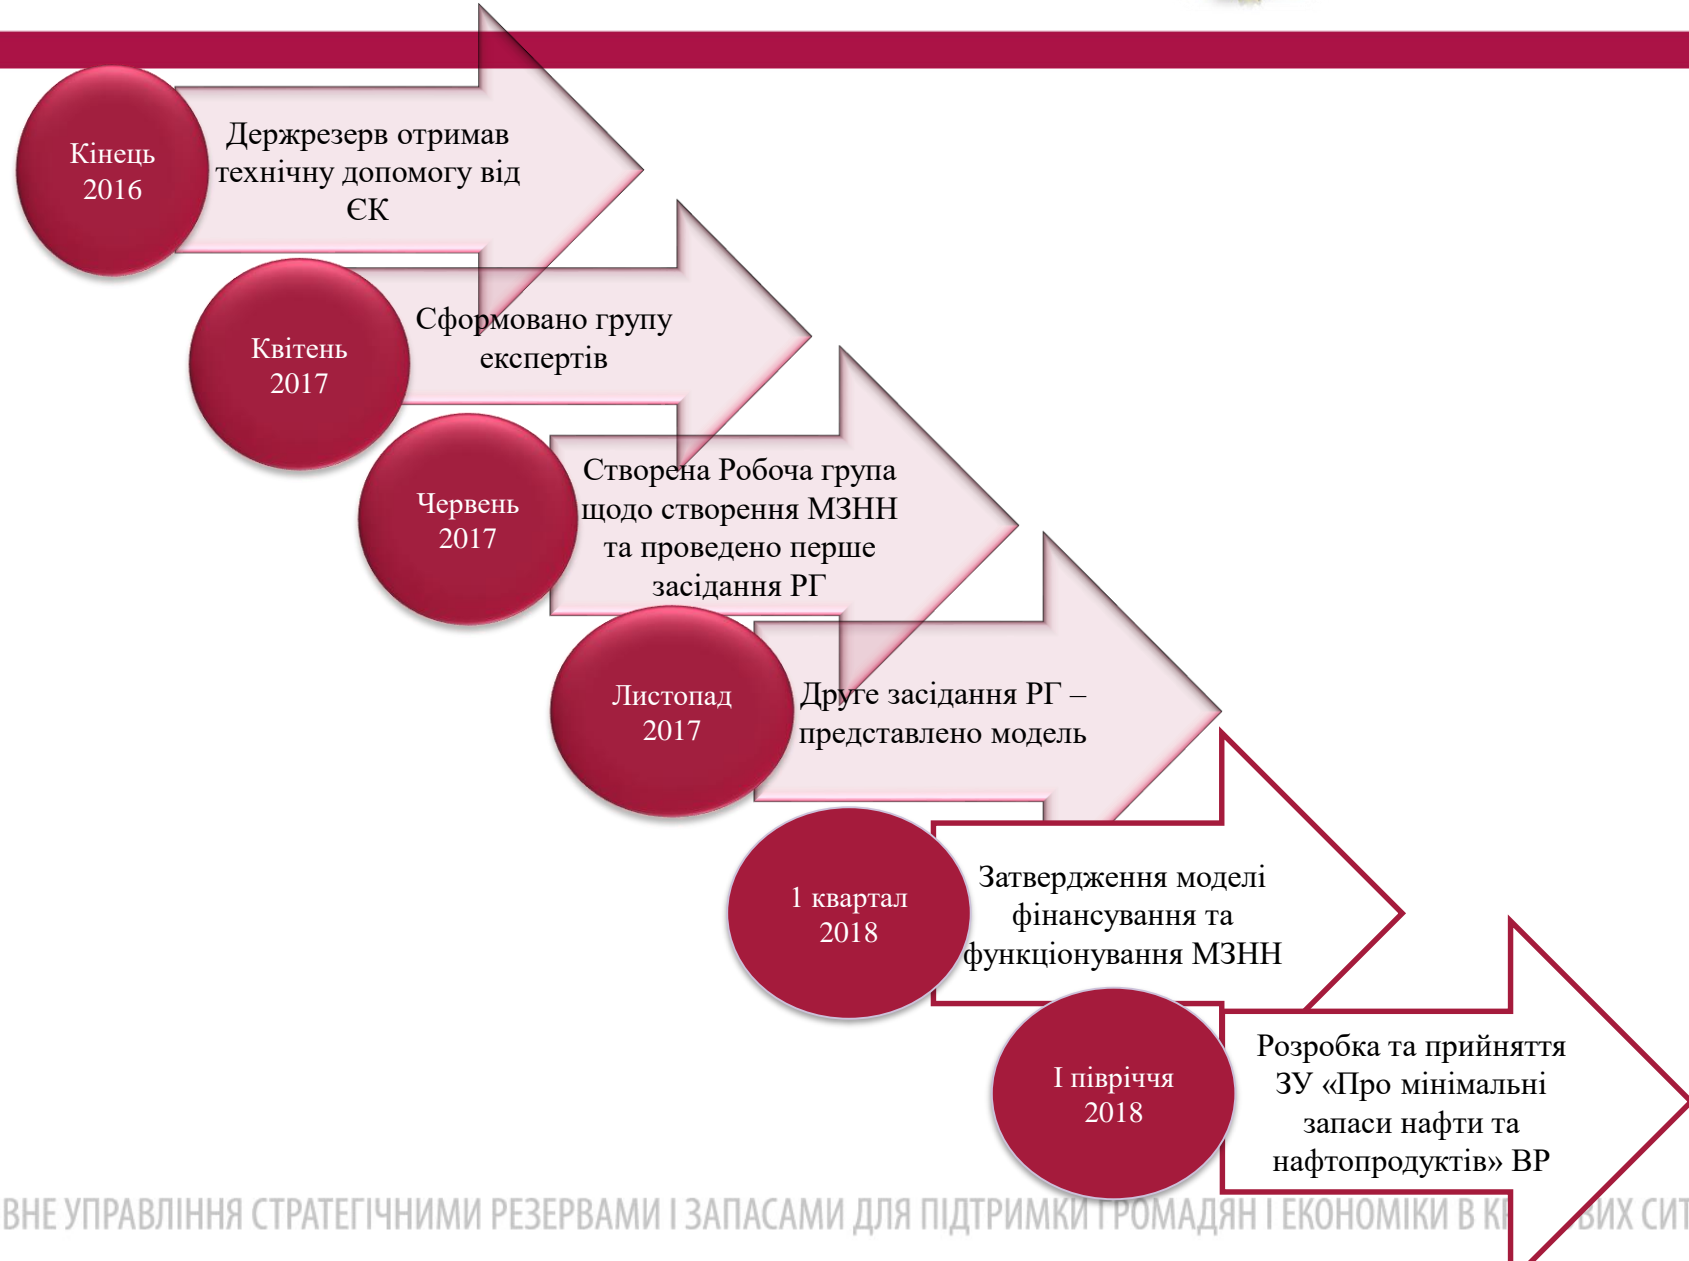 Кінець
2016
Держрезерв отримав
технічну допомогу від
ЄК
Квітень
2017
Сформовано групу
експертів
Червень
2017
Створена Робоча група
щодо створення МЗНН
та проведено перше
засідання РГ
Листопад
2017
Друге засідання РГ –
представлено модель
1 квартал
2018
Затвердження моделі
фінансування та
функціонування МЗНН
І півріччя
2018
Розробка та прийняття
ЗУ «Про мінімальні
запаси нафти та
нафтопродуктів» ВР
ВНЕ УПРАВЛІННЯ СТРАТЕГІЧНИМИ РЕЗЕРВАМИ І ЗАПАСАМИ ДЛЯ ПІДТРИМКИ ГРОМАДЯН І ЕКОНОМІКИ В